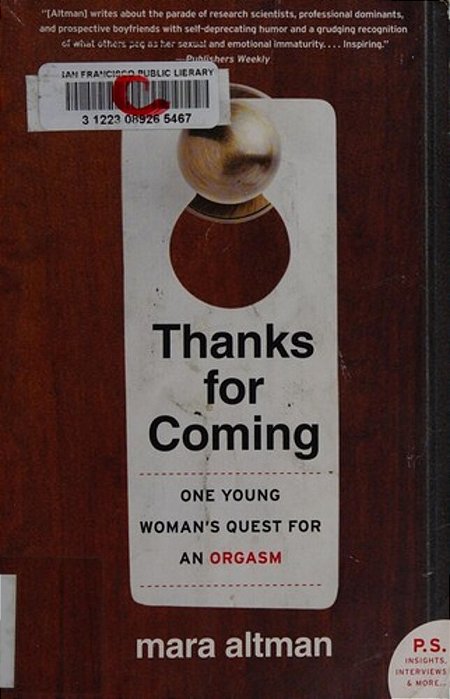 "[Altman] writes about the parade of research scientists, professional dominants,
and prospective boyfriends with self-deprecating humor and a grudging recognition
of what others peg as her sexual and emotional immaturity. . . . Inspiring."
—Publishers Weekly
SAN FRANCISCO PUBLIC LIBRARY
C
3 1223 08926 5467
Thanks
for
Coming
ONE YOUNG
WOMAN'S QUEST FOR
AN ORGASM
mara altman
P.S.
INSIGHTS,
INTERVIEWS
& MORE...